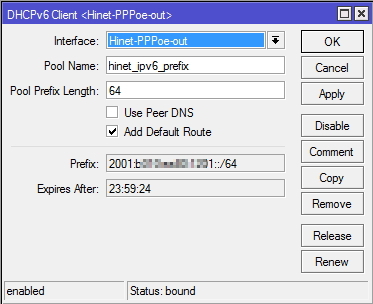 DHCPv6 Client <Hinet-PPPoe-out>
Interface: Hinet-PPPoe-out
OK
Pool Name: hinet_ipv6_prefix
Cancel
Pool Prefix Length: 64
Apply
Use Peer DNS
Add Default Route
Disable
Comment
Prefix: 2001:b 01::/64
Copy
Expires After: 23:59:24
Remove
Release
Renew
enabled
Status: bound